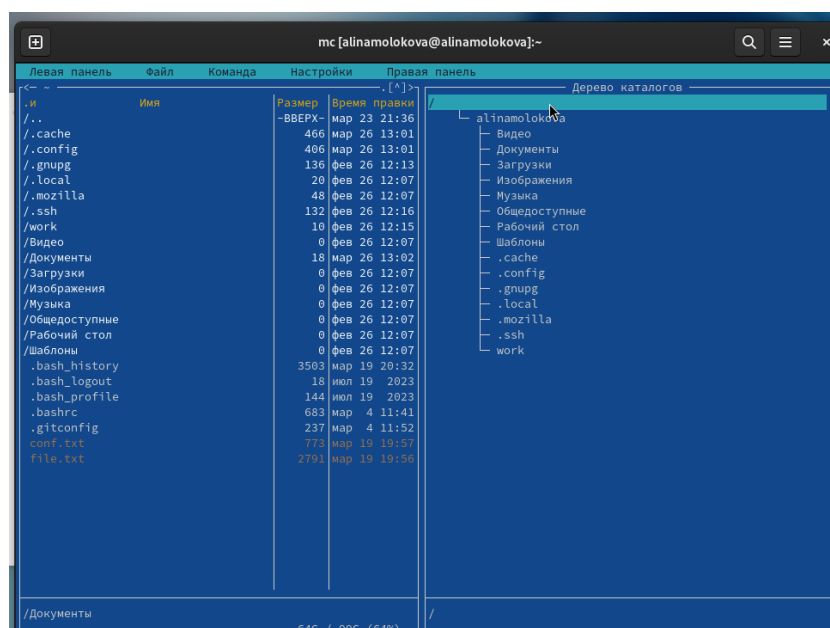 mc [alinamolokova@alinamolokova]:~
Левая панель Файл Команда Настройки Правая панель
<— ~ .[^]>
.и Имя Размер Время правки
/.. -ВВЕРХ- мар 23 21:36
/.cache 466 мар 26 13:01
/.config 406 мар 26 13:01
/.gnupg 136 фев 26 12:13
/.local 20 фев 26 12:07
/.mozilla 48 фев 26 12:07
/.ssh 132 фев 26 12:16
/work 10 фев 26 12:15
/Видео 0 фев 26 12:07
/Документы 18 мар 26 13:02
/Загрузки 0 фев 26 12:07
/Изображения 0 фев 26 12:07
/Музыка 0 фев 26 12:07
/Общедоступные 0 фев 26 12:07
/Рабочий стол 0 фев 26 12:07
/Шаблоны 0 фев 26 12:07
.bash_history 3503 мар 19 20:32
.bash_logout 18 июл 19 2023
.bash_profile 144 июл 19 2023
.bashrc 683 мар 4 11:41
.gitconfig 237 мар 4 11:52
conf.txt 773 мар 19 19:57
file.txt 2791 мар 19 19:56
/Документы
Дерево каталогов
/
alinamolokova
Видео
Документы
Загрузки
Изображения
Музыка
Общедоступные
Рабочий стол
Шаблоны
.cache
.config
.gnupg
.local
.mozilla
.ssh
work
/